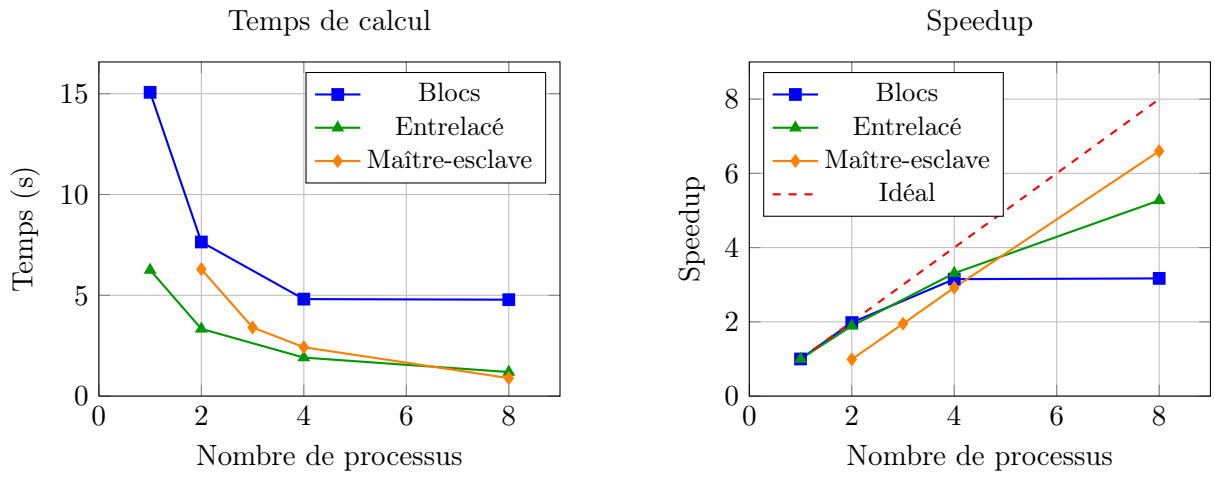 Temps de calcul
Temps (s)
15
10
5
0
0 2 4 6 8
Nombre de processus
Blocs
Entrelacé
Maître-esclave
Speedup
Speedup
8
6
4
2
0
0 2 4 6 8
Nombre de processus
Blocs
Entrelacé
Maître-esclave
Idéal